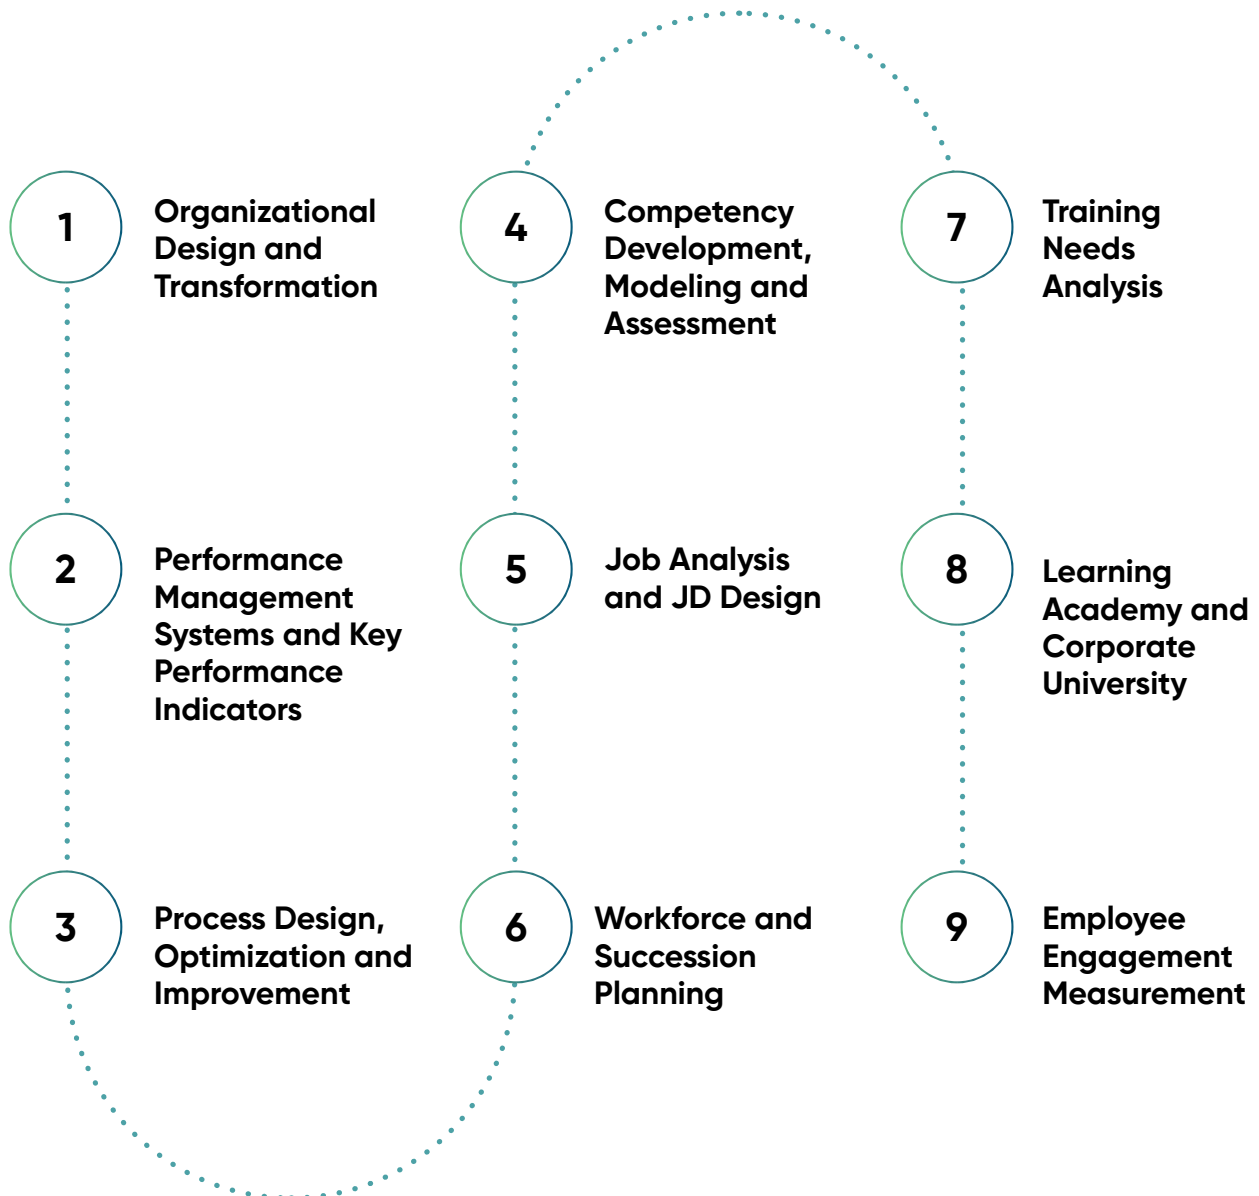 1
Organizational
Design and
Transformation
2
Performance
Management
Systems and Key
Performance
Indicators
3
Process Design,
Optimization and
Improvement
4
Competency
Development,
Modeling and
Assessment
5
Job Analysis
and JD Design
6
Workforce and
Succession
Planning
7
Training
Needs
Analysis
8
Learning
Academy and
Corporate
University
9
Employee
Engagement
Measurement